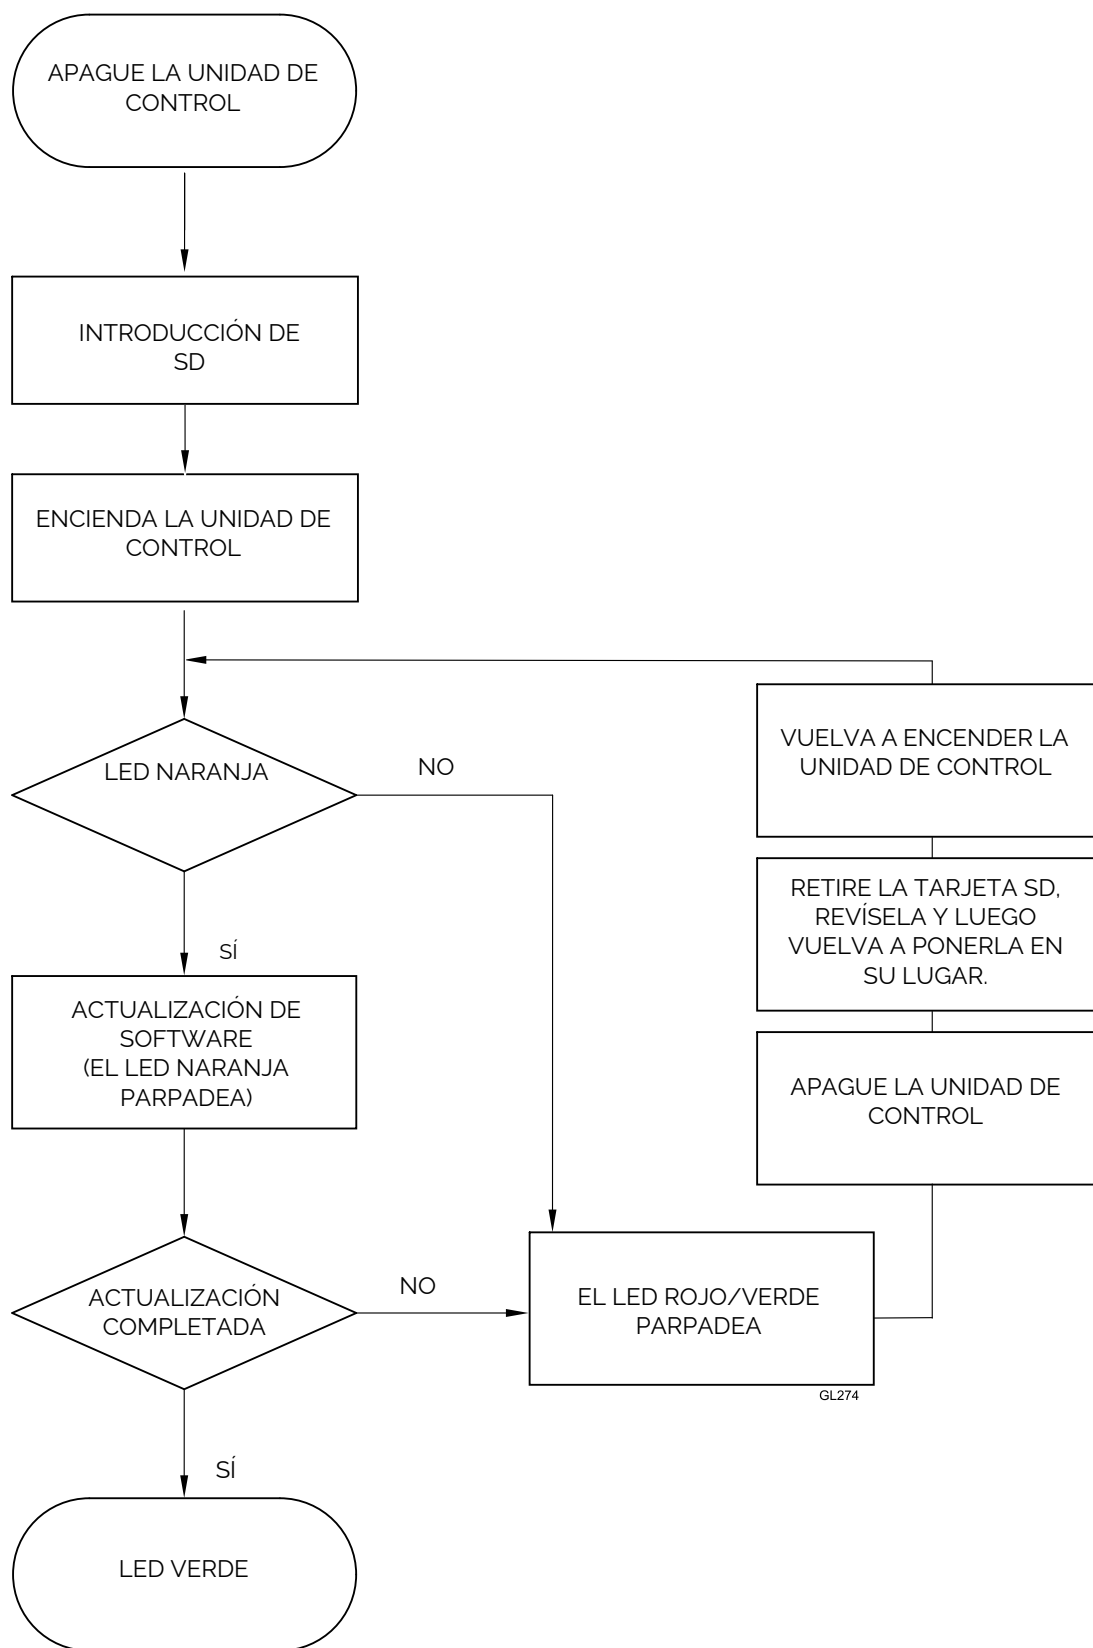 APAGUE LA UNIDAD DE
CONTROL
INTRODUCCIÓN DE
SD
ENCIENDA LA UNIDAD DE
CONTROL
LED NARANJA
NO
SÍ
ACTUALIZACIÓN DE
SOFTWARE
(EL LED NARANJA
PARPADEA)
ACTUALIZACIÓN
COMPLETADA
NO
SÍ
LED VERDE
EL LED ROJO/VERDE
PARPADEA
GL274
VUELVA A ENCENDER LA
UNIDAD DE CONTROL
RETIRE LA TARJETA SD,
REVÍSELA Y LUEGO
VUELVA A PONERLA EN
SU LUGAR.
APAGUE LA UNIDAD DE
CONTROL